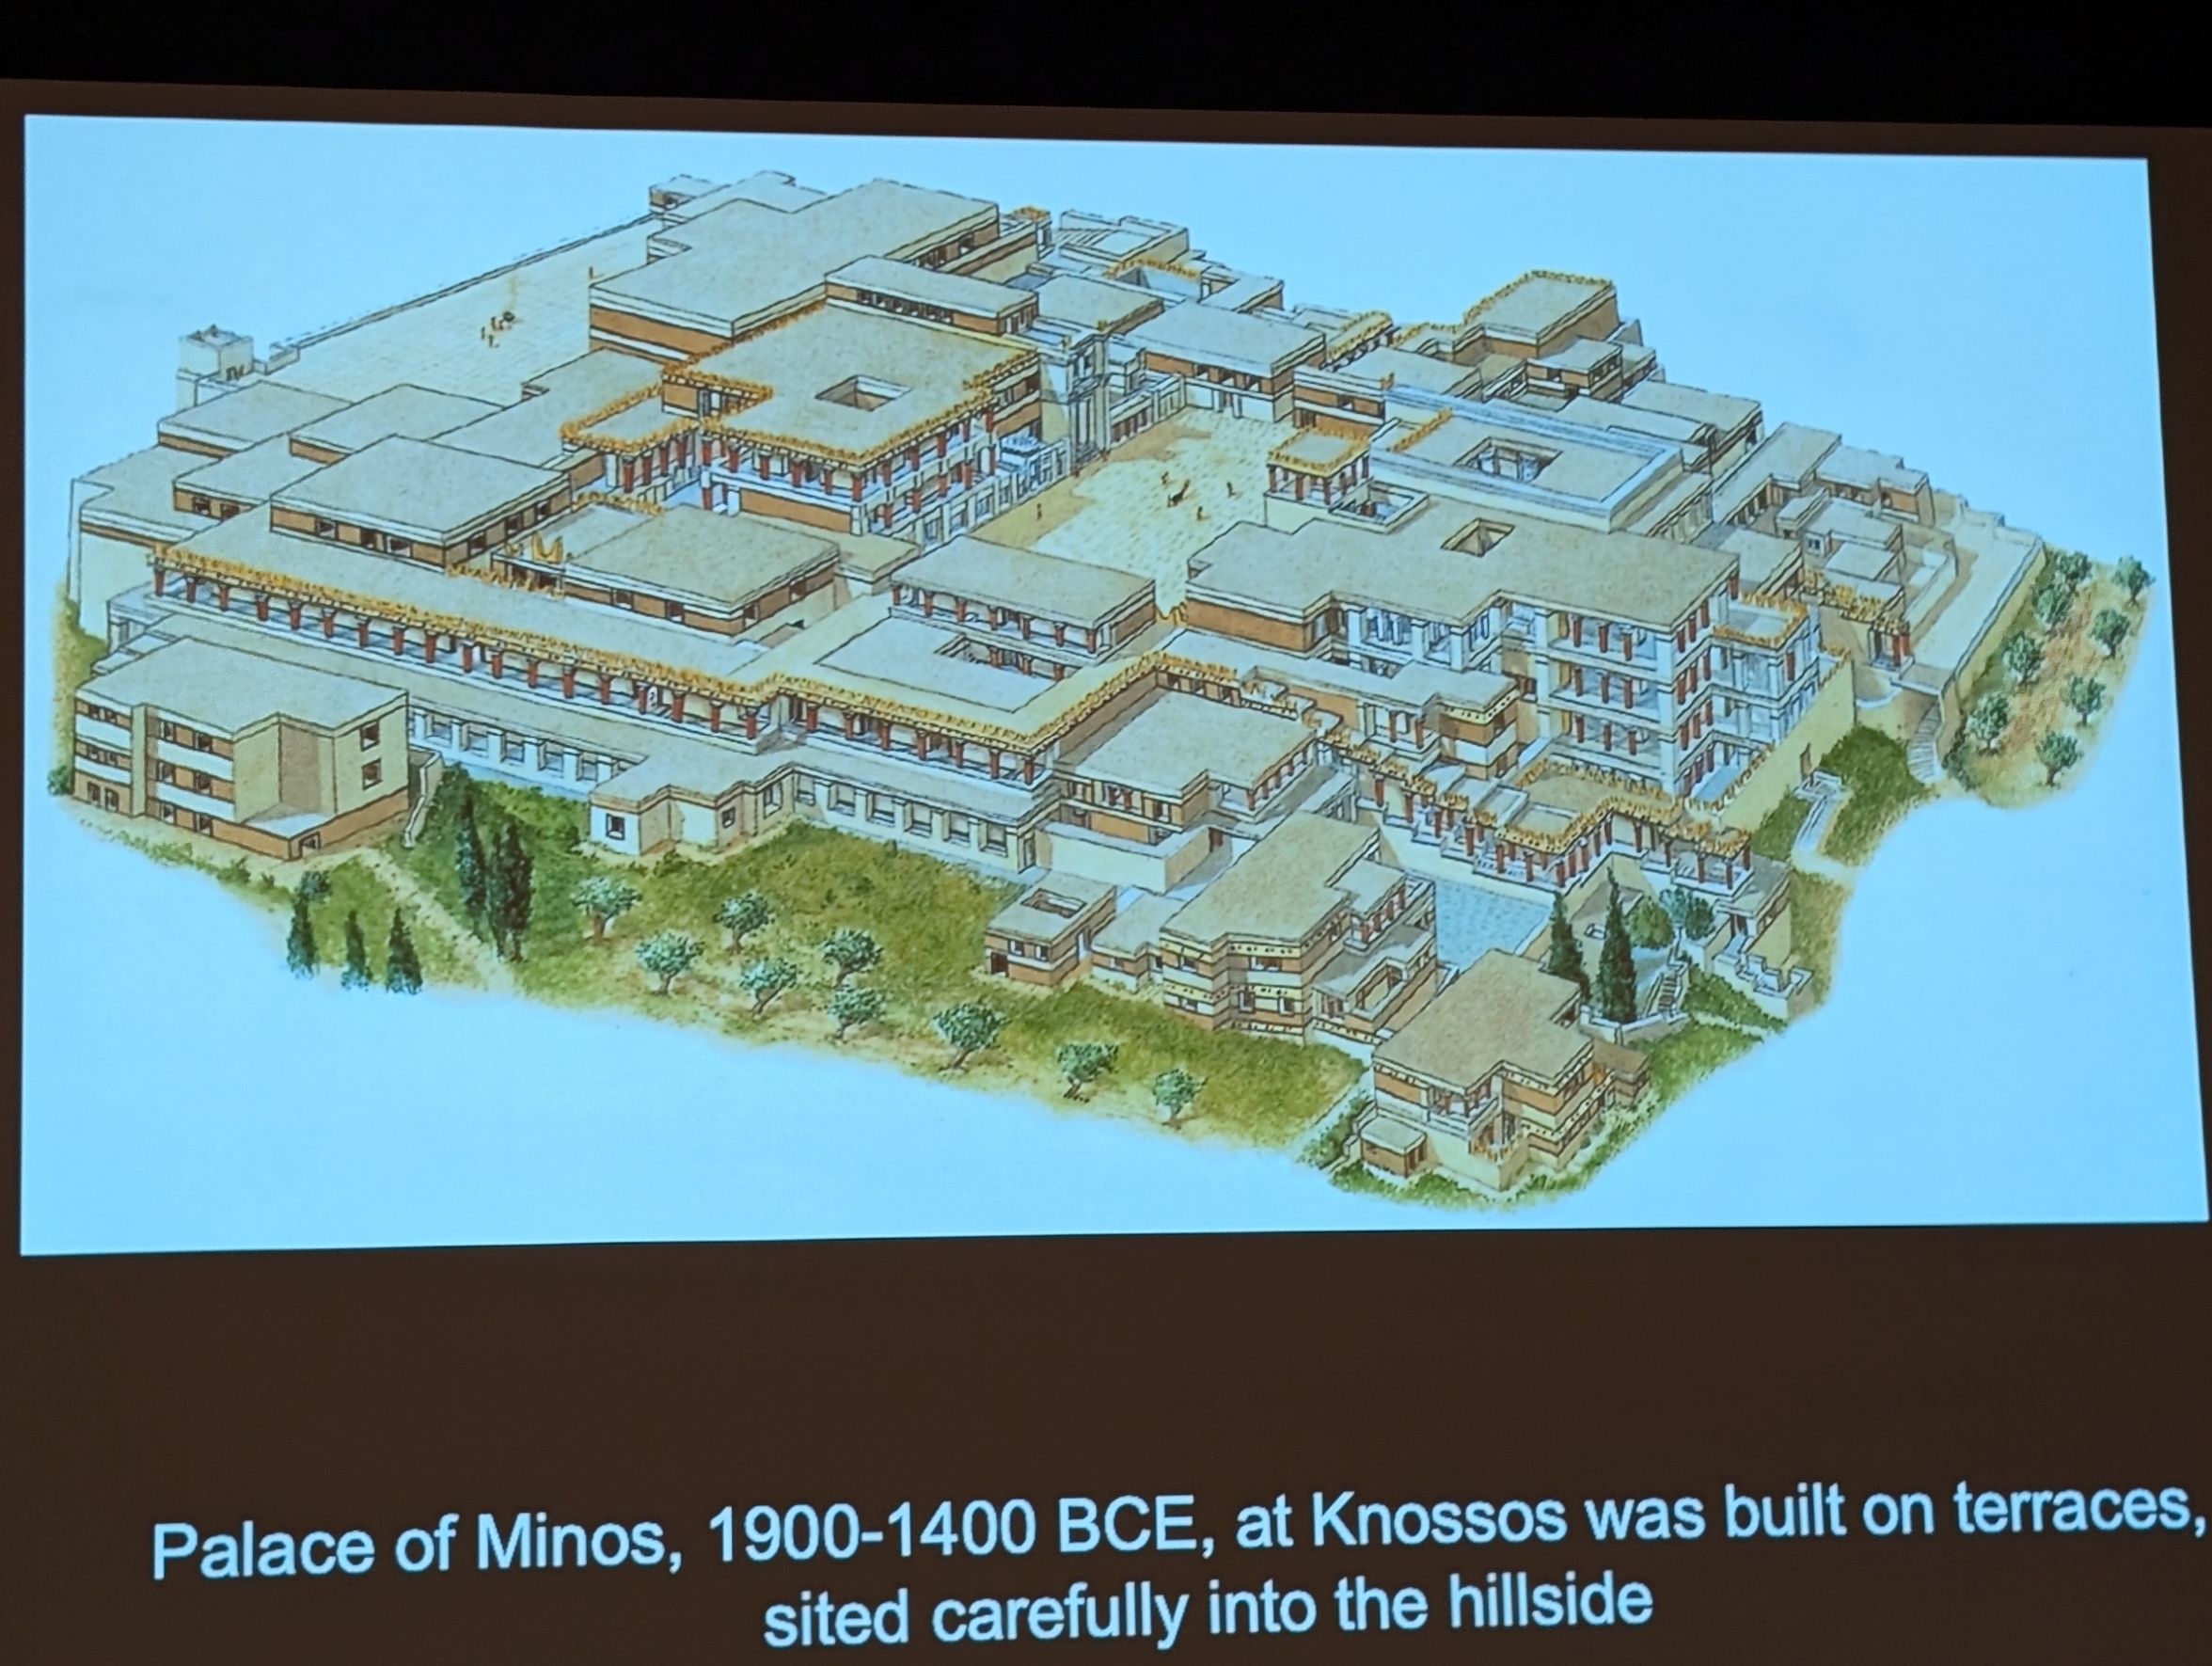 Palace of Minos, 1900-1400 BCE, at Knossos was built on terraces,
sited carefully into the hillside